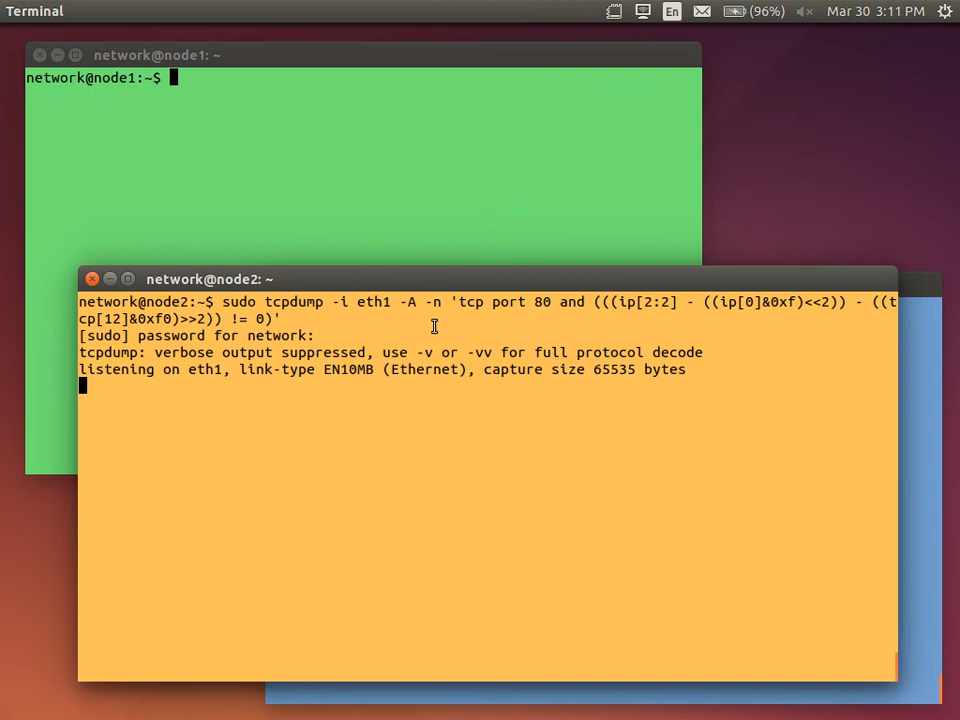 Terminal
En
(96%)
Mar 30 3:11 PM
network@node1: ~
network@node1:~$
network@node2: ~
network@node2:~$ sudo tcpdump -i eth1 -A -n 'tcp port 80 and (((ip[2:2] - ((ip[0]&0xf)<<2)) - ((t
cp[12]&0xf0)>>2)) != 0)'
[sudo] password for network:
tcpdump: verbose output suppressed, use -v or -vv for full protocol decode
listening on eth1, link-type EN10MB (Ethernet), capture size 65535 bytes